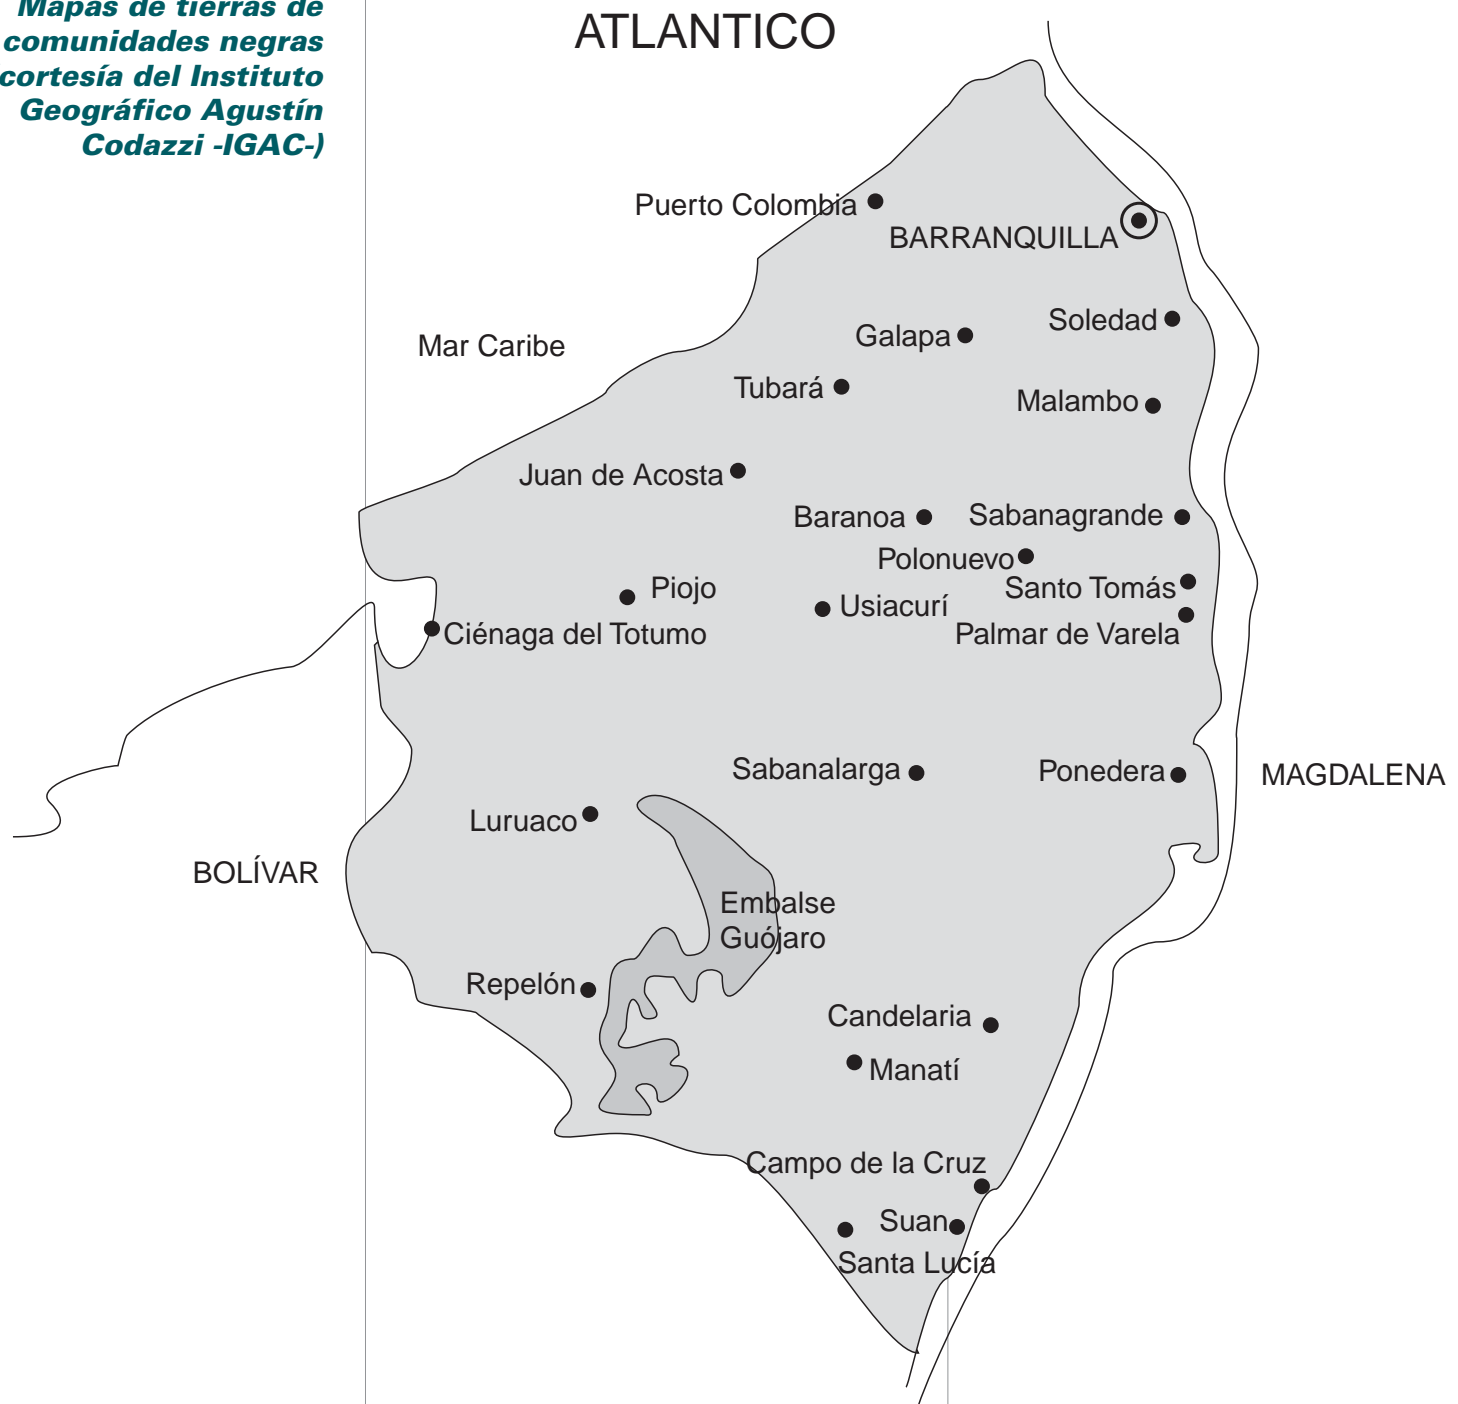 Mapas de tierras de
comunidades negras
cortesía del Instituto
Geográfico Agustín
Codazzi -IGAC-)
ATLANTICO
Puerto Colombia
BARRANQUILLA
Soledad
Galapa
Mar Caribe
Tubará
Malambo
Juan de Acosta
Baranoa
Sabanagrande
Polonuevo
Piojo
Santo Tomás
Usiacurí
Ciénaga del Totumo
Palmar de Varela
Sabanalarga
Ponedera
MAGDALENA
Luruaco
BOLÍVAR
Embalse
Guójaro
Repelón
Candelaria
Manatí
Campo de la Cruz
Suan
Santa Lucía